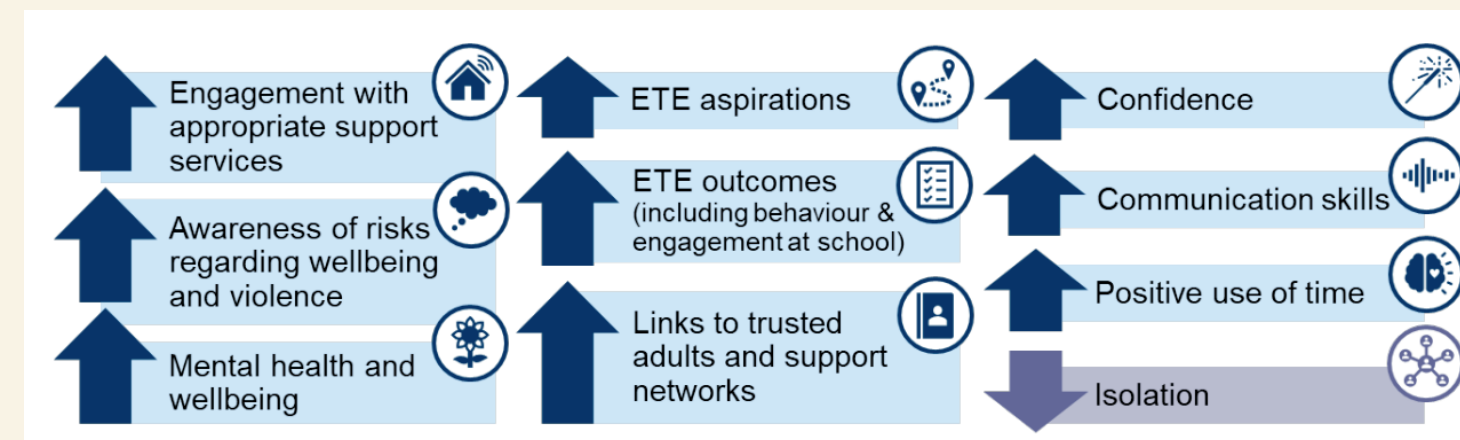 Engagement with
appropriate support
services
Awareness of risks
regarding wellbeing
and violence
Mental health and
wellbeing
ETE aspirations
ETE outcomes
(including behaviour &
engagement at school)
Links to trusted
adults and support
networks
Confidence
Communication skills
Positive use of time
Isolation